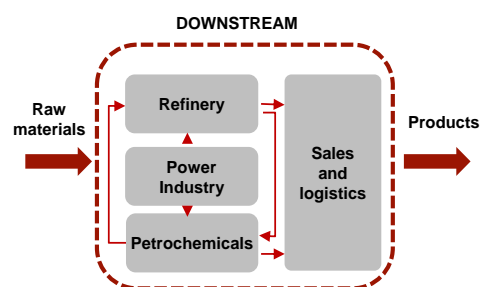 DOWNSTREAM
Raw
materials
Refinery
Power
Industry
Petrochemicals
Sales
and
logistics
Products